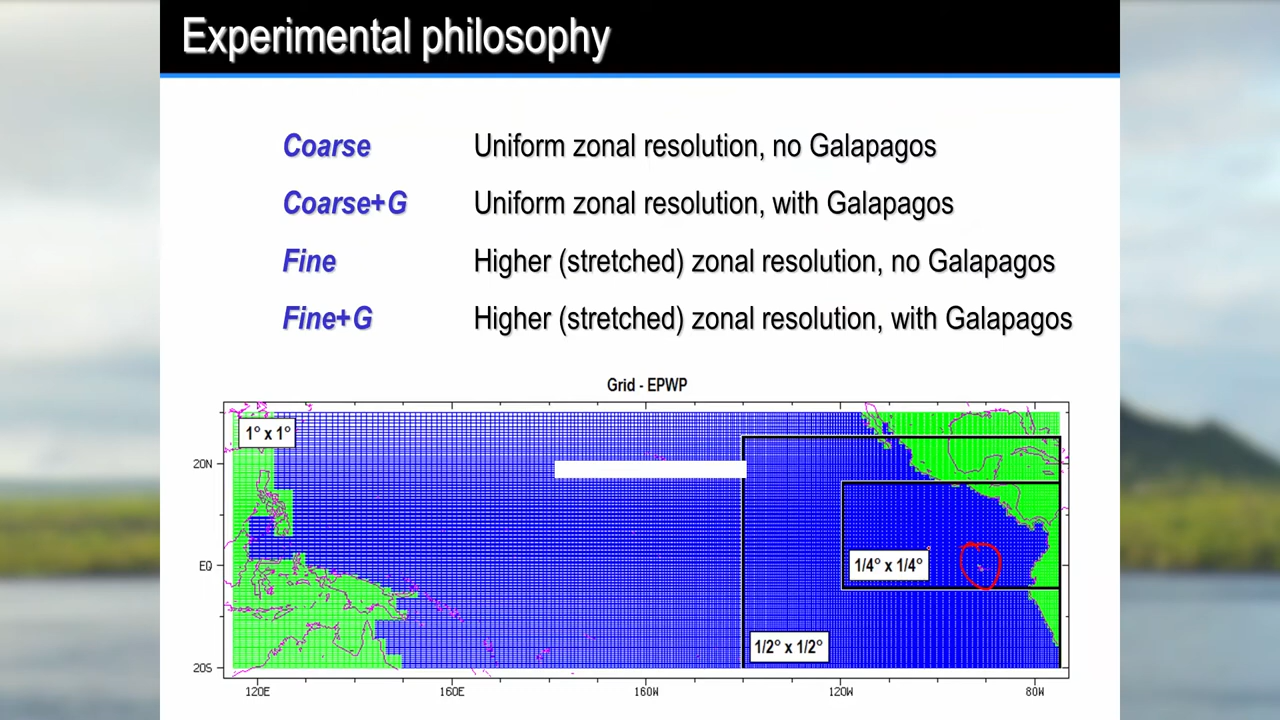 Experimental philosophy
Coarse Uniform zonal resolution, no Galapagos
Coarse+G Uniform zonal resolution, with Galapagos
Fine Higher (stretched) zonal resolution, no Galapagos
Fine+G Higher (stretched) zonal resolution, with Galapagos
Grid - EPWP
1° x 1°
20N
1/4° x 1/4°
EQ
1/2° x 1/2°
20S
120E 160E 160W 120W 80W